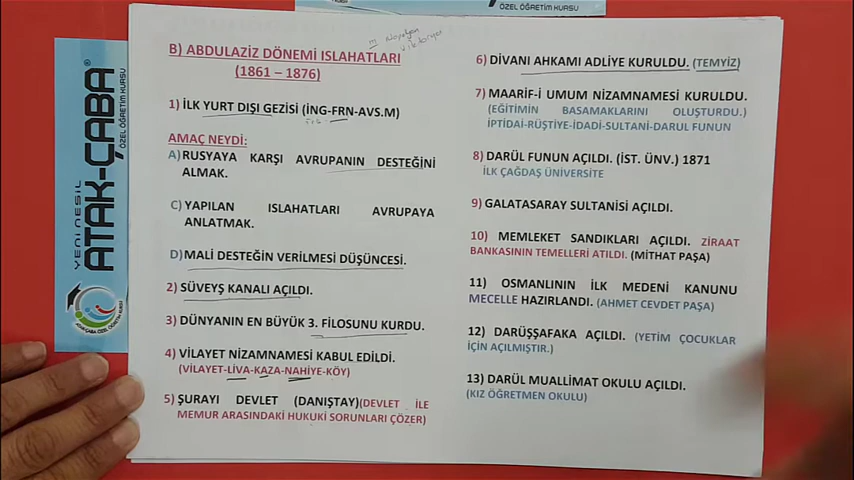 ÖZEL ÖĞRETİM KURSU
YENİ NESİL
ATAK-ÇABA
ÖZEL ÖĞRETİM KURSU
B) ABDULAZİZ DÖNEMİ ISLAHATLARI
(1861 – 1876)
1) İLK YURT DIŞI GEZİSİ (İNG-FRN-AVS.M)
AMAÇ NEYDİ:
A) RUSYAYA KARŞI AVRUPANIN DESTEĞİNİ
ALMAK.
C) YAPILAN ISLAHATLARI AVRUPAYA
ANLATMAK.
D) MALİ DESTEĞİN VERİLMESİ DÜŞÜNCESİ.
2) SÜVEYŞ KANALI AÇILDI.
3) DÜNYANIN EN BÜYÜK 3. FİLOSUNU KURDU.
4) VİLAYET NİZAMNAMESİ KABUL EDİLDİ.
(VİLAYET-LİVA-KAZA-NAHİYE-KÖY)
5) ŞURAYI DEVLET (DANIŞTAY)(DEVLET İLE
MEMUR ARASINDAKİ HUKUKİ SORUNLARI ÇÖZER)
6) DİVANI AHKAMI ADLİYE KURULDU. (TEMYİZ)
7) MAARİF-İ UMUM NİZAMNAMESİ KURULDU.
(EĞİTİMİN BASAMAKLARINI OLUŞTURDU.)
İPTİDAİ-RÜŞTİYE-İDADİ-SULTANİ-DARUL FUNUN
8) DARÜL FUNUN AÇILDI. (İST. ÜNV.) 1871
İLK ÇAĞDAŞ ÜNİVERSİTE
9) GALATASARAY SULTANİSİ AÇILDI.
10) MEMLEKET SANDIKLARI AÇILDI. ZİRAAT
BANKASININ TEMELLERİ ATILDI. (MİTHAT PAŞA)
11) OSMANLININ İLK MEDENİ KANUNU
MECELLE HAZIRLANDI. (AHMET CEVDET PAŞA)
12) DARÜŞŞAFAKA AÇILDI. (YETİM ÇOCUKLAR
İÇİN AÇILMIŞTIR.)
13) DARÜL MUALLİMAT OKULU AÇILDI.
(KIZ ÖĞRETMEN OKULU)